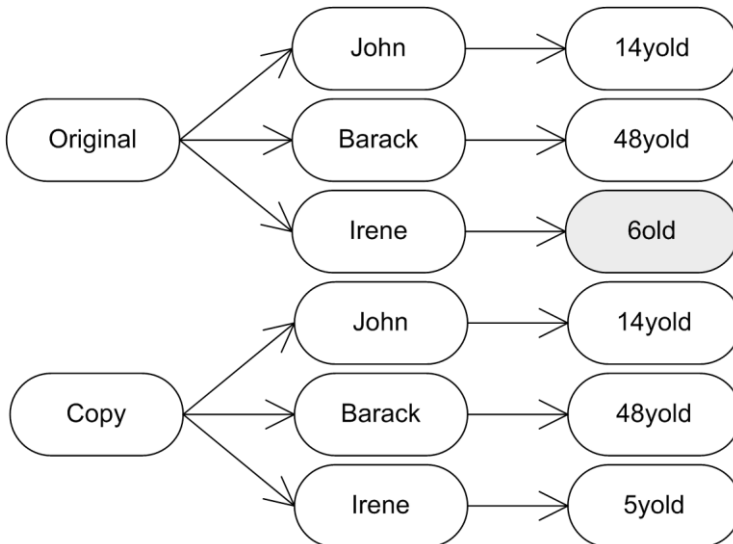 John
14yold
Original
Barack
48yold
Irene
6old
John
14yold
Copy
Barack
48yold
Irene
5yold